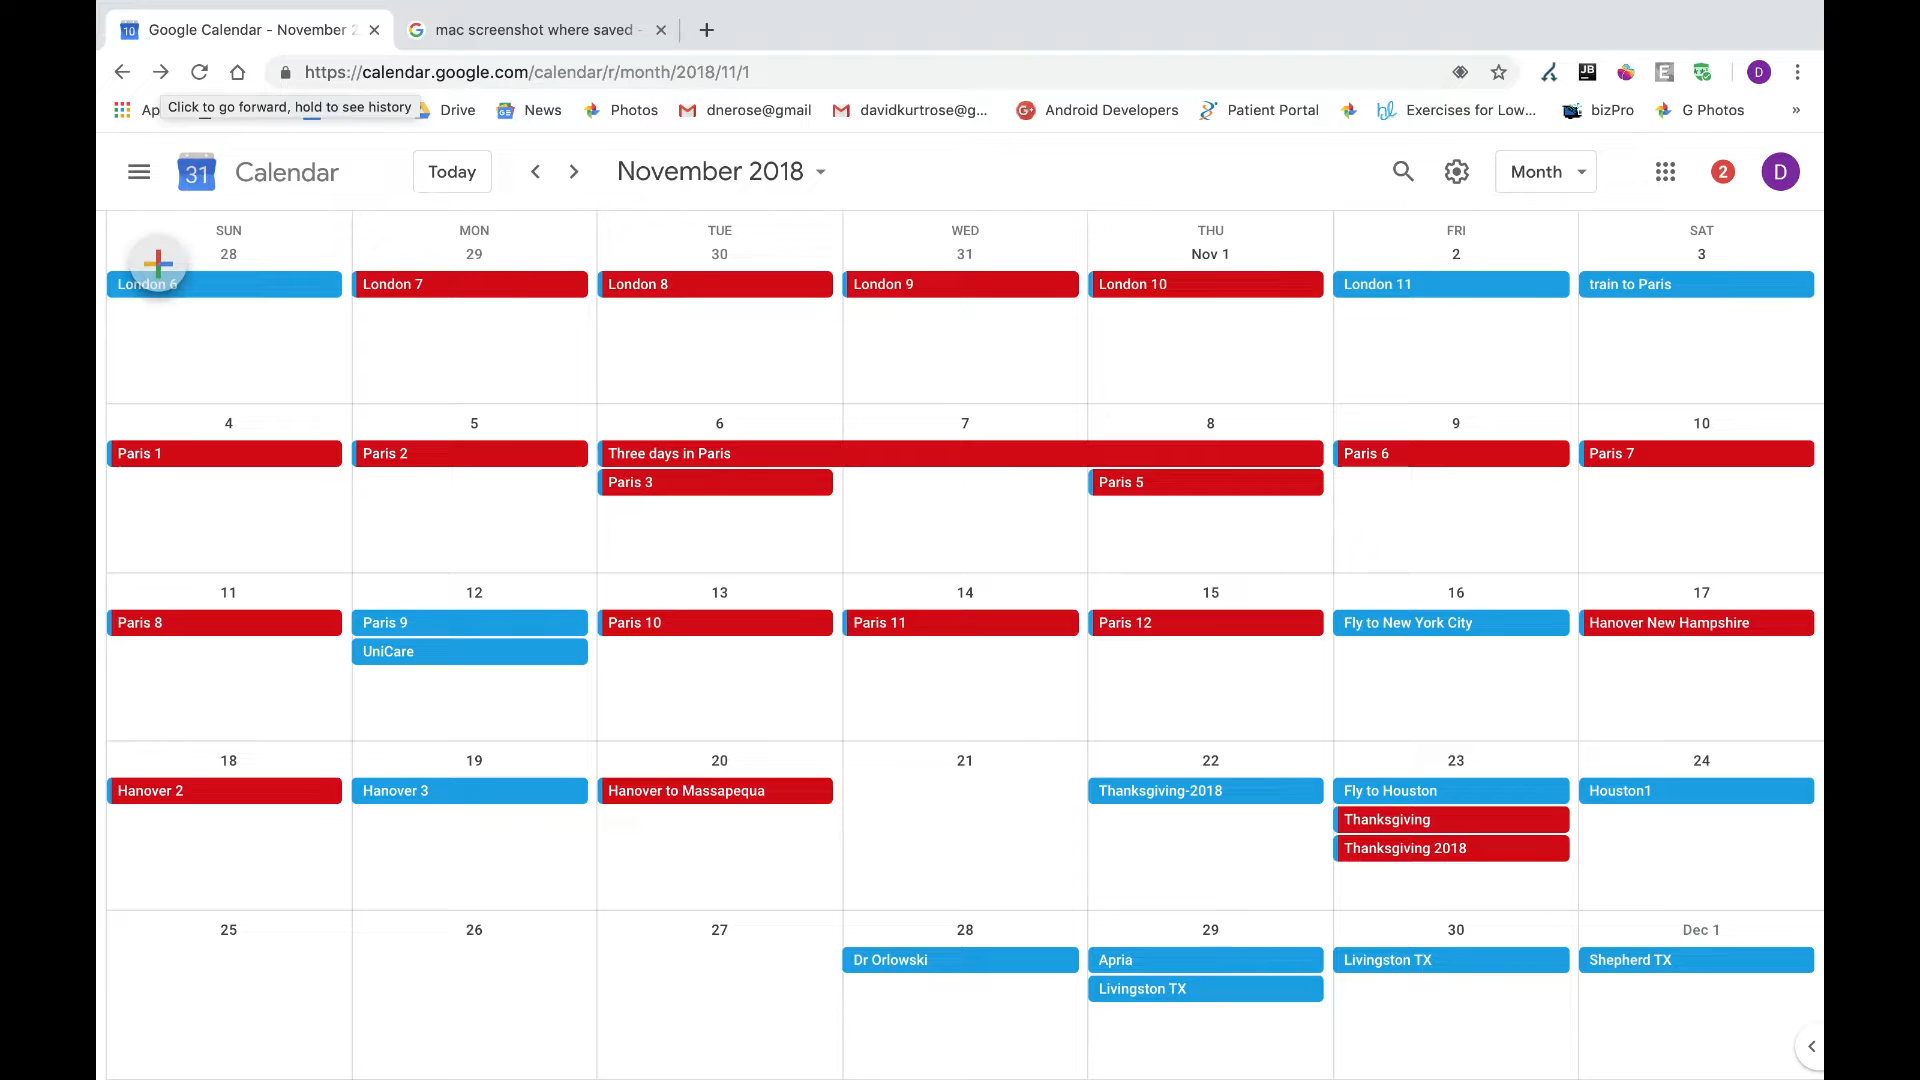 10 Google Calendar - November 2
mac screenshot where saved -
https://calendar.google.com/calendar/r/month/2018/11/1
JB
E
D
Ap
Click to go forward, hold to see history
Drive
News
Photos
dnerose@gmail
davidkurtrose@g...
Android Developers
Patient Portal
Exercises for Low...
bizPro
G Photos
»
31 Calendar
Today
November 2018
Month
2
D
SUN MON TUE WED THU FRI SAT
28 29 30 31 Nov 1 2 3
London 6 London 7 London 8 London 9 London 10 London 11 train to Paris
4 5 6 7 8 9 10
Paris 1 Paris 2 Three days in Paris Paris 6 Paris 7
Paris 3 Paris 5
11 12 13 14 15 16 17
Paris 8 Paris 9 Paris 10 Paris 11 Paris 12 Fly to New York City Hanover New Hampshire
UniCare
18 19 20 21 22 23 24
Hanover 2 Hanover 3 Hanover to Massapequa Thanksgiving-2018 Fly to Houston Houston1
Thanksgiving
Thanksgiving 2018
25 26 27 28 29 30 Dec 1
Dr Orlowski Apria Livingston TX Shepherd TX
Livingston TX